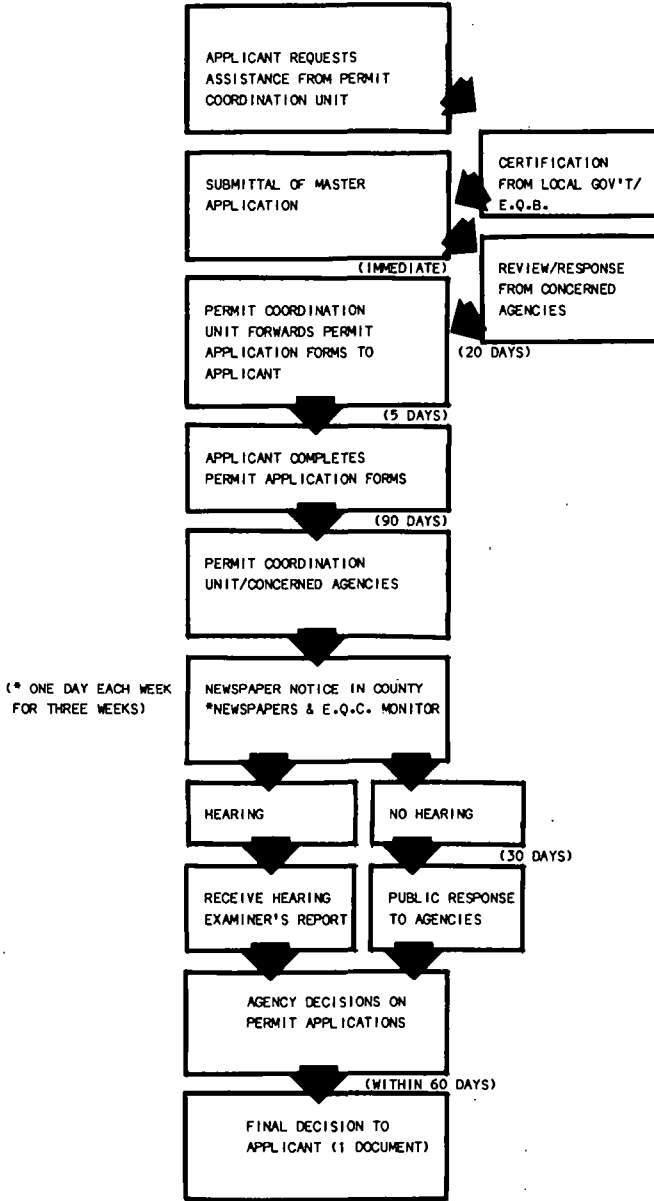 APPLICANT REQUESTS
ASSISTANCE FROM PERMIT
COORDINATION UNIT
CERTIFICATION
FROM LOCAL GOV'T/
E.Q.B.
SUBMITTAL OF MASTER
APPLICATION
(IMMEDIATE)
REVIEW/RESPONSE
FROM CONCERNED
AGENCIES
(20 DAYS)
PERMIT COORDINATION
UNIT FORWARDS PERMIT
APPLICATION FORMS TO
APPLICANT
(5 DAYS)
APPLICANT COMPLETES
PERMIT APPLICATION FORMS
(90 DAYS)
PERMIT COORDINATION
UNIT/CONCERNED AGENCIES
(* ONE DAY EACH WEEK
FOR THREE WEEKS)
NEWSPAPER NOTICE IN COUNTY
*NEWSPAPERS & E.Q.C. MONITOR
HEARING
NO HEARING
(30 DAYS)
RECEIVE HEARING
EXAMINER'S REPORT
PUBLIC RESPONSE
TO AGENCIES
AGENCY DECISIONS ON
PERMIT APPLICATIONS
(WITHIN 60 DAYS)
FINAL DECISION TO
APPLICANT (1 DOCUMENT)